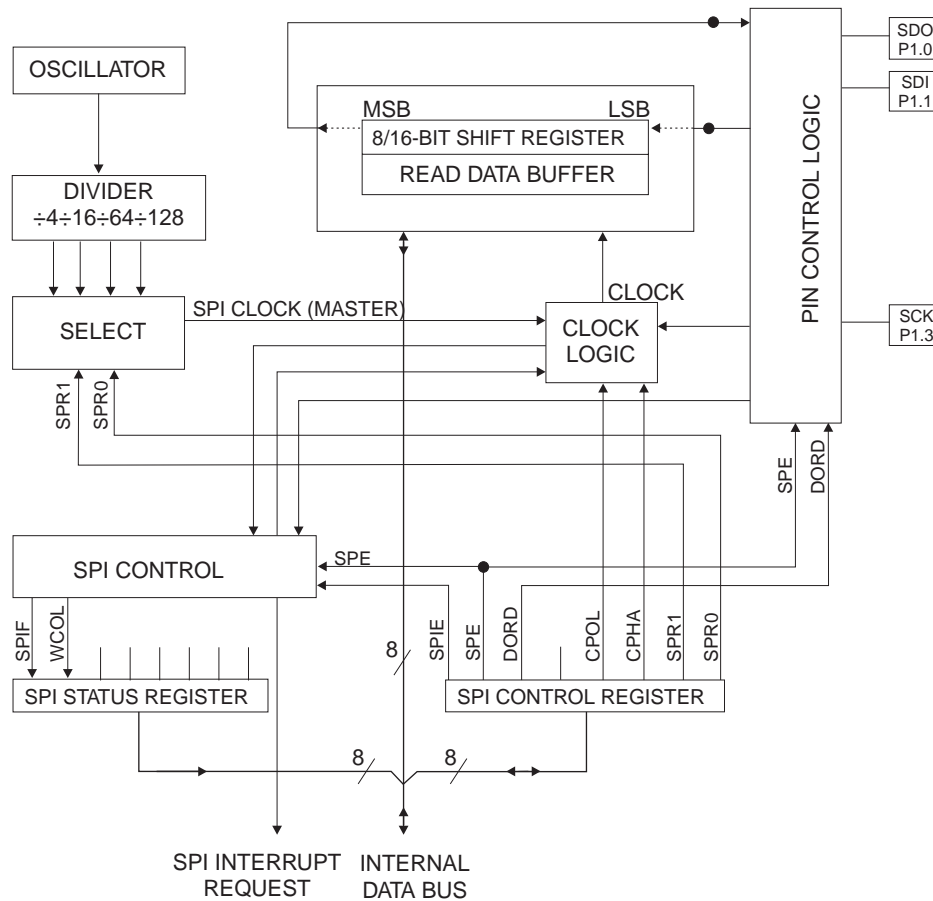 SDO
P1.0
OSCILLATOR
SDI
P1.1
MSB
LSB
8/16-BIT SHIFT REGISTER
READ DATA BUFFER
PIN CONTROL LOGIC
DIVIDER
÷4÷16÷64÷128
CLOCK
SPI CLOCK (MASTER)
SELECT
CLOCK
LOGIC
SCK
P1.3
SPR1
SPR0
SPE
DORD
SPI CONTROL
SPE
SPIF
WCOL
SPIE
SPE
DORD
CPOL
CPHA
SPR1
SPR0
8
SPI STATUS REGISTER
SPI CONTROL REGISTER
8
8
SPI INTERRUPT
REQUEST
INTERNAL
DATA BUS